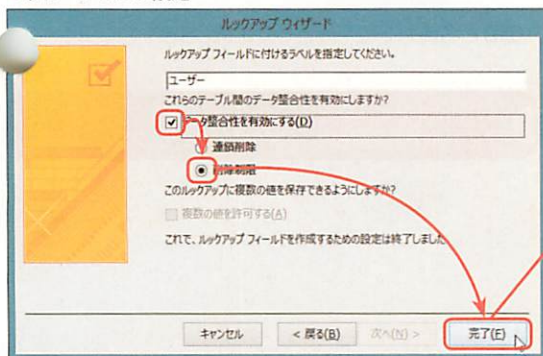 ルックアップ ウィザード
ルックアップ フィールドに付けるラベルを指定してください。
ユーザー
これらのテーブル間のデータ整合性を有効にしますか?
データ整合性を有効にする(D)
連鎖削除
削除制限
このルックアップに複数の値を保存できるようにしますか?
複数の値を許可する(A)
これで、ルックアップ フィールドを作成するための設定は終了しました
キャンセル
< 戻る(B)
次へ(N) >
完了(F)